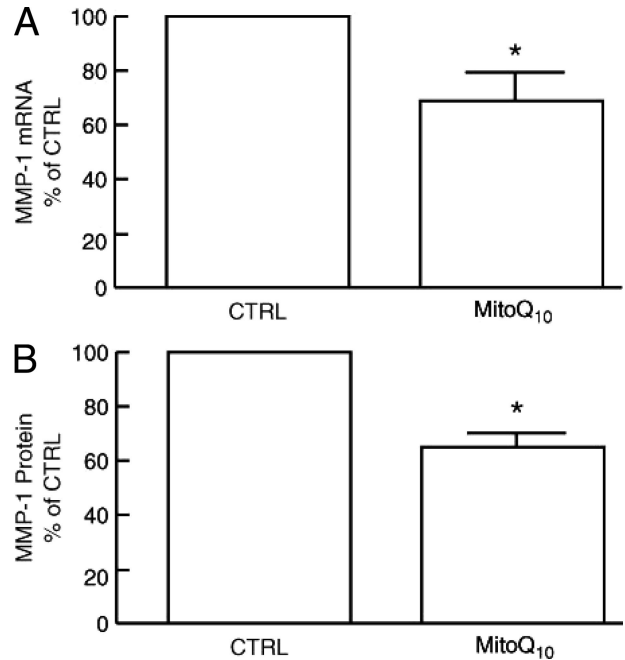 A
MMP-1 mRNA
% of CTRL
100
80
60
40
20
0
*
CTRL
MitoQ₁₀
B
MMP-1 Protein
% of CTRL
100
80
60
40
20
0
*
CTRL
MitoQ₁₀